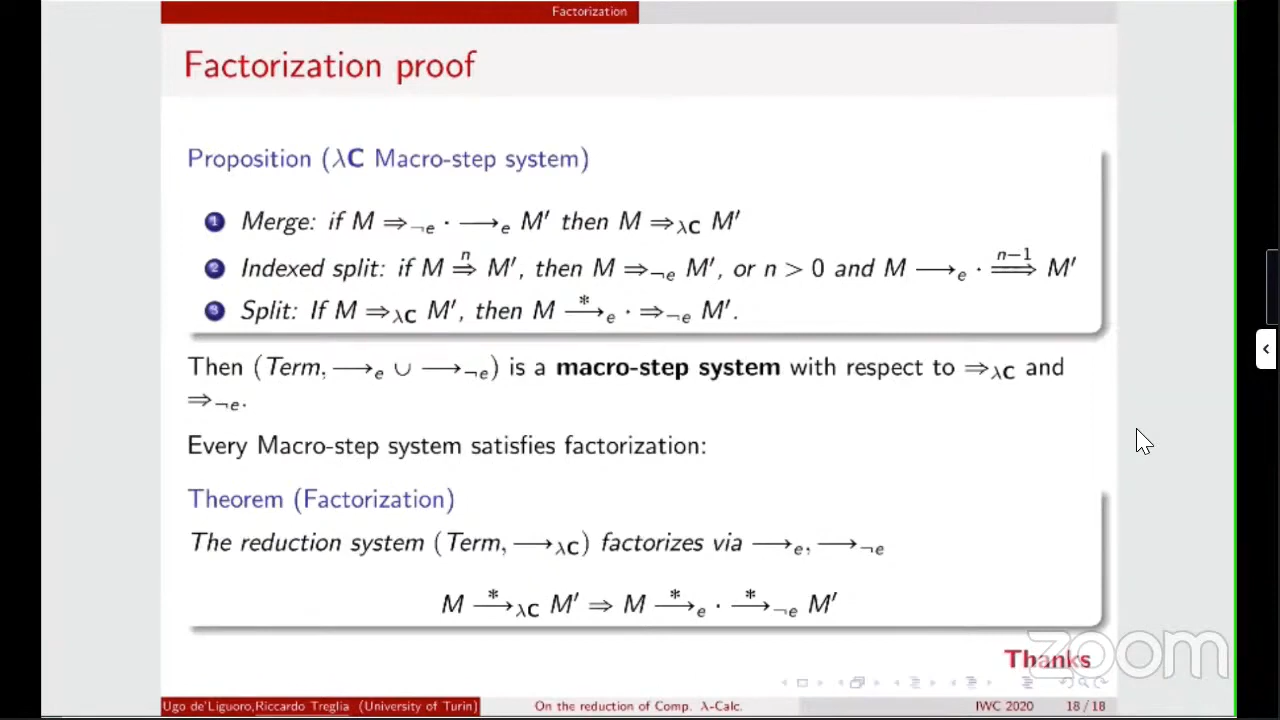 Factorization
Factorization proof
Proposition (λC Macro-step system)
1 Merge: if M ⇒¬e · ⟶e M′ then M ⇒λC M′
2 Indexed split: if M ⇒ⁿ M′, then M ⇒¬e M′, or n > 0 and M ⟶e · ⟹ⁿ⁻¹ M′
3 Split: If M ⇒λC M′, then M ⟶*e · ⇒¬e M′.
Then (Term, ⟶e ∪ ⟶¬e) is a macro-step system with respect to ⇒λC and
⇒¬e.
Every Macro-step system satisfies factorization:
Theorem (Factorization)
The reduction system (Term, ⟶λC) factorizes via ⟶e, ⟶¬e
M ⟶*λC M′ ⇒ M ⟶*e · ⟶*¬e M′
Thanks
zoom
Ugo de'Liguoro,Riccardo Treglia (University of Turin) On the reduction of Comp. λ-Calc. IWC 2020 18 / 18